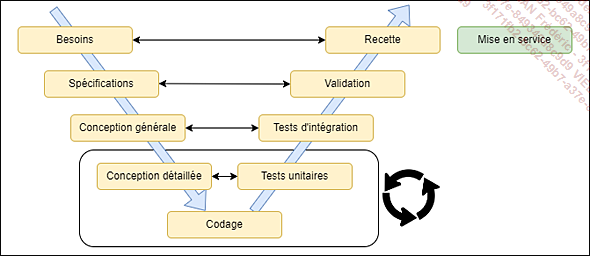 Besoins
Recette
Mise en service
Spécifications
Validation
Conception générale
Tests d'intégration
Conception détaillée
Tests unitaires
Codage